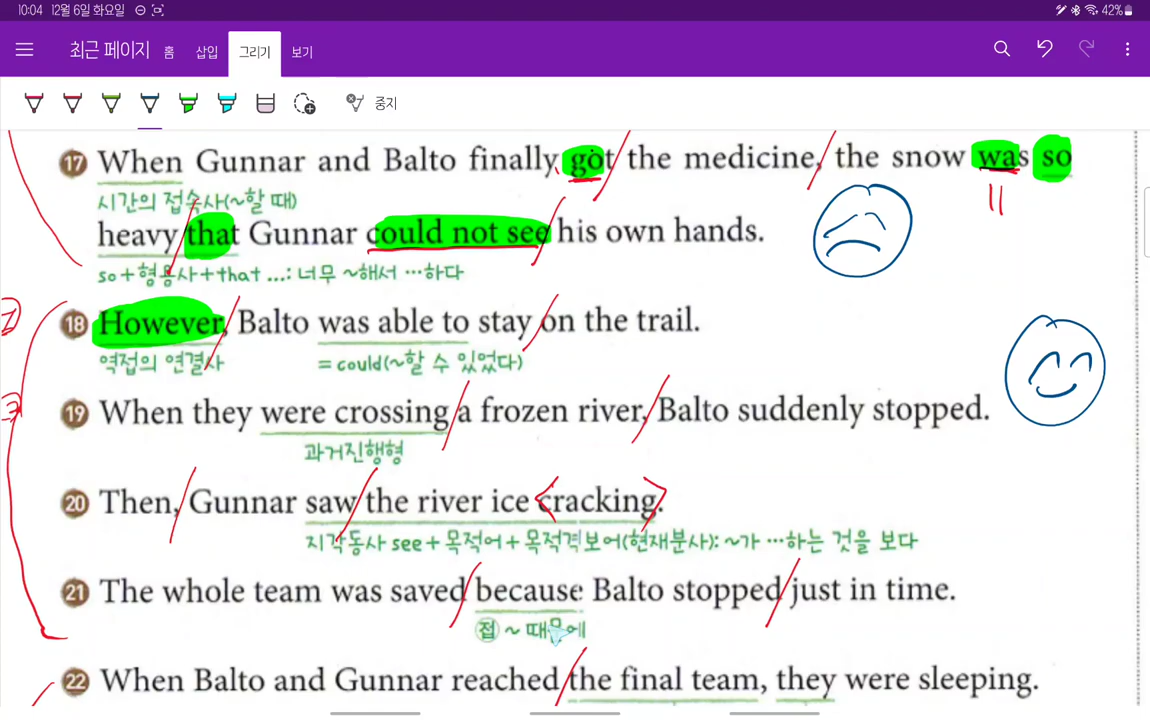 10:04 12월 6일 화요일 42%
최근 페이지 홈 삽입 그리기 보기
중지
17 When Gunnar and Balto finally got the medicine, the snow was so
시간의 접속사(~할 때)
heavy that Gunnar could not see his own hands.
so+형용사+that ...: 너무 ~해서 …하다
18 However, Balto was able to stay on the trail.
역접의 연결사 = could(~할 수 있었다)
19 When they were crossing a frozen river, Balto suddenly stopped.
과거진행형
20 Then, Gunnar saw the river ice <cracking>.
지각동사 see+목적어+목적격보어(현재분사): ~가 …하는 것을 보다
21 The whole team was saved because Balto stopped just in time.
접 ~ 때문에
22 When Balto and Gunnar reached the final team, they were sleeping.